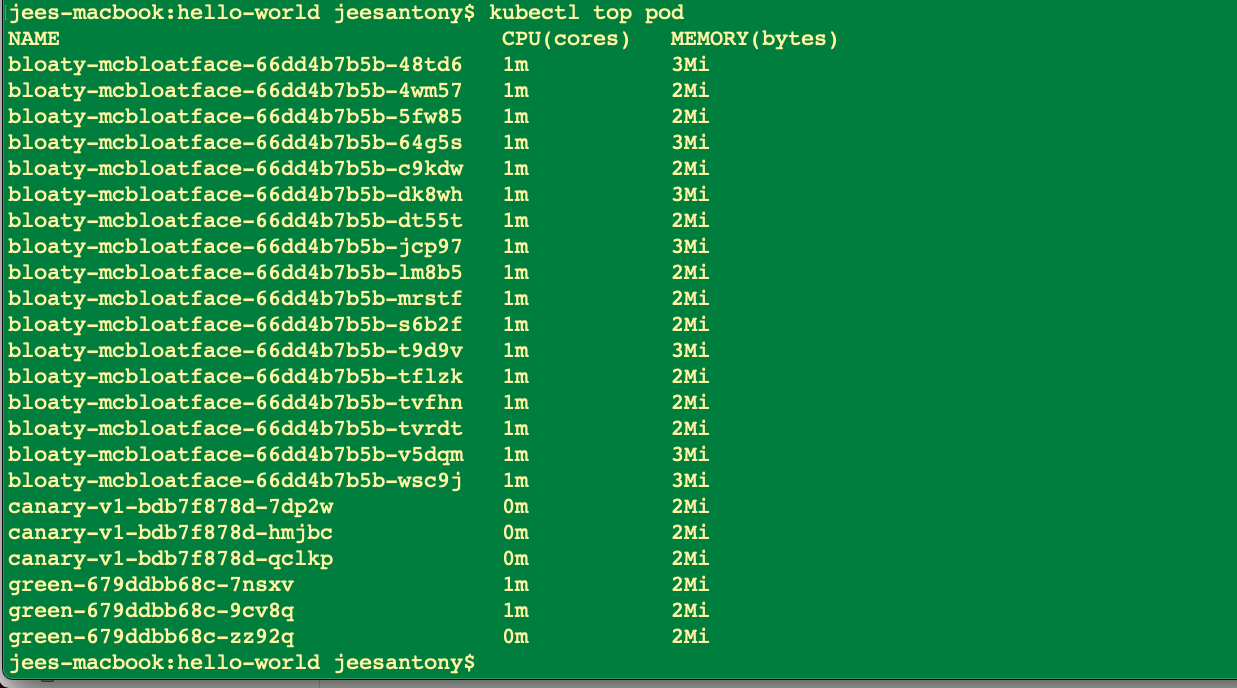 jees-macbook:hello-world jeesantony$ kubectl top pod
NAME CPU(cores) MEMORY(bytes)
bloaty-mcbloatface-66dd4b7b5b-48td6 1m 3Mi
bloaty-mcbloatface-66dd4b7b5b-4wm57 1m 2Mi
bloaty-mcbloatface-66dd4b7b5b-5fw85 1m 2Mi
bloaty-mcbloatface-66dd4b7b5b-64g5s 1m 3Mi
bloaty-mcbloatface-66dd4b7b5b-c9kdw 1m 2Mi
bloaty-mcbloatface-66dd4b7b5b-dk8wh 1m 3Mi
bloaty-mcbloatface-66dd4b7b5b-dt55t 1m 2Mi
bloaty-mcbloatface-66dd4b7b5b-jcp97 1m 3Mi
bloaty-mcbloatface-66dd4b7b5b-lm8b5 1m 2Mi
bloaty-mcbloatface-66dd4b7b5b-mrstf 1m 2Mi
bloaty-mcbloatface-66dd4b7b5b-s6b2f 1m 2Mi
bloaty-mcbloatface-66dd4b7b5b-t9d9v 1m 3Mi
bloaty-mcbloatface-66dd4b7b5b-tflzk 1m 2Mi
bloaty-mcbloatface-66dd4b7b5b-tvfhn 1m 2Mi
bloaty-mcbloatface-66dd4b7b5b-tvrdt 1m 2Mi
bloaty-mcbloatface-66dd4b7b5b-v5dqm 1m 3Mi
bloaty-mcbloatface-66dd4b7b5b-wsc9j 1m 3Mi
canary-v1-bdb7f878d-7dp2w 0m 2Mi
canary-v1-bdb7f878d-hmjbc 0m 2Mi
canary-v1-bdb7f878d-qclkp 0m 2Mi
green-679ddbb68c-7nsxv 1m 2Mi
green-679ddbb68c-9cv8q 1m 2Mi
green-679ddbb68c-zz92q 0m 2Mi
jees-macbook:hello-world jeesantony$